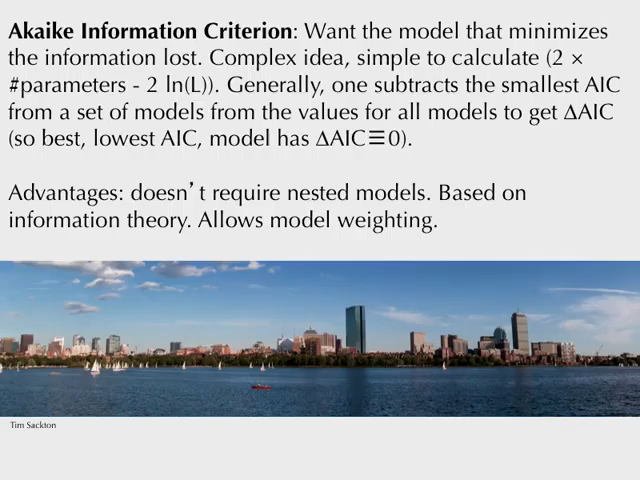 Akaike Information Criterion: Want the model that minimizes
the information lost. Complex idea, simple to calculate (2 ×
#parameters - 2 ln(L)). Generally, one subtracts the smallest AIC
from a set of models from the values for all models to get ΔAIC
(so best, lowest AIC, model has ΔAIC≡0).
Advantages: doesn’t require nested models. Based on
information theory. Allows model weighting.
Tim Sackton